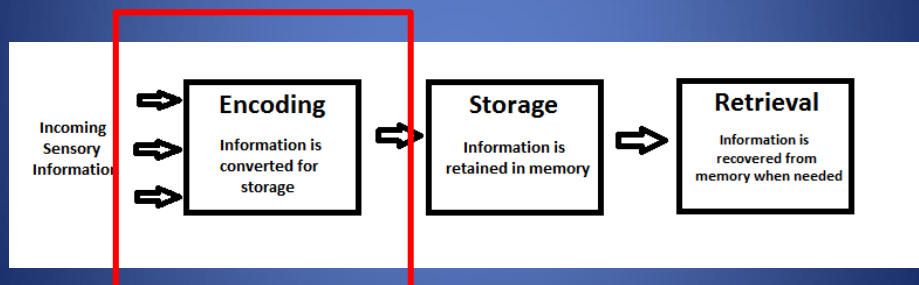 Incoming
Sensory
Information
Encoding
Information is
converted for
storage
Storage
Information is
retained in memory
Retrieval
Information is
recovered from
memory when needed